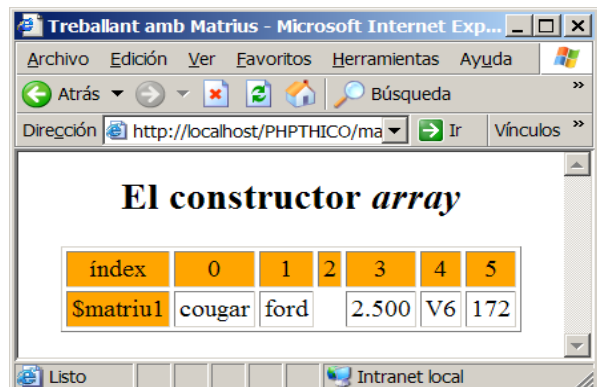 Treballant amb Matrius - Microsoft Internet Exp...
Archivo Edición Ver Favoritos Herramientas Ayuda
Atrás Búsqueda »
Dirección http://localhost/PHPTHICO/ma Ir Vínculos »
El constructor array
índex 0 1 2 3 4 5
$matriu1 cougar ford 2.500 V6 172
Listo Intranet local